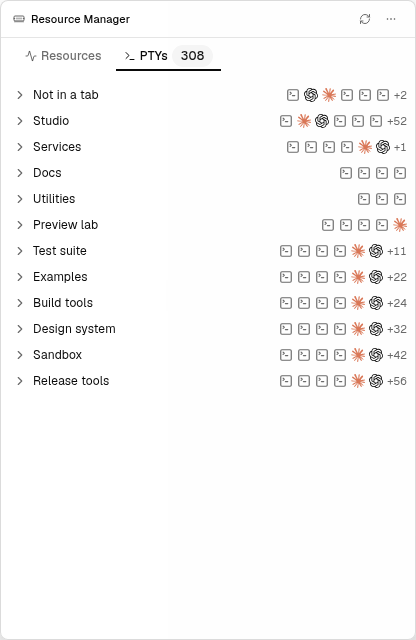 Resource Manager
Resources
PTYs 308
Not in a tab +2
Studio +52
Services +1
Docs
Utilities
Preview lab
Test suite +11
Examples +22
Build tools +24
Design system +32
Sandbox +42
Release tools +56